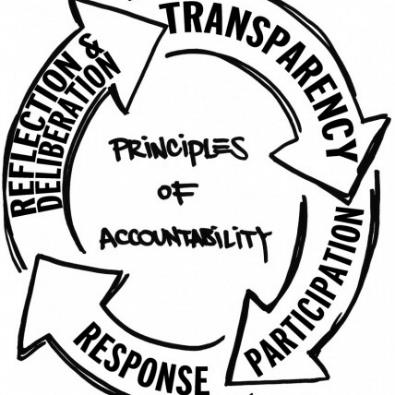 TRANSPARENCY
PARTICIPATION
RESPONSE
REFLECTION &
DELIBERATION
PRINCIPLES
OF
ACCOUNTABILITY